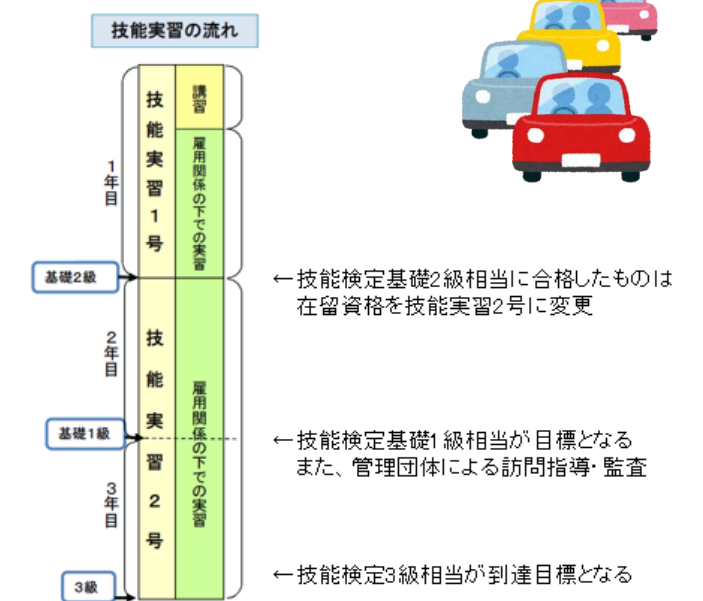 技能実習の流れ
1年目
技能実習1号
講習
雇用関係の下での実習
基礎2級
←技能検定基礎2級相当に合格したものは
在留資格を技能実習2号に変更
2年目
技能実習2号
雇用関係の下での実習
基礎1級
←技能検定基礎1級相当が目標となる
また、管理団体による訪問指導・監査
3年目
3級
←技能検定3級相当が到達目標となる